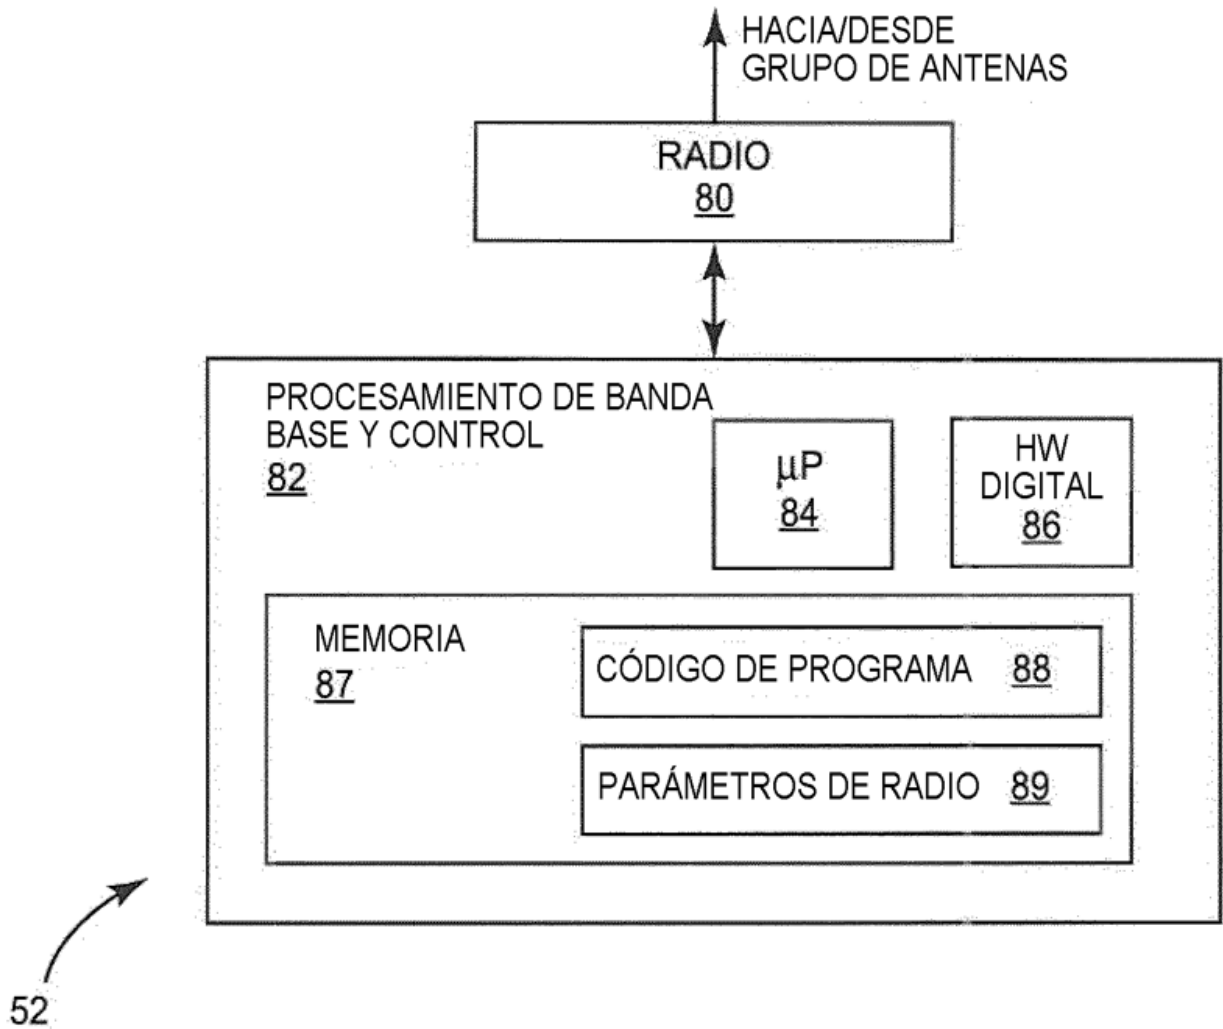 HACIA/DESDE
GRUPO DE ANTENAS
RADIO
80
PROCESAMIENTO DE BANDA
BASE Y CONTROL
82
µP
84
HW
DIGITAL
86
MEMORIA
87
CÓDIGO DE PROGRAMA 88
PARÁMETROS DE RADIO 89
52